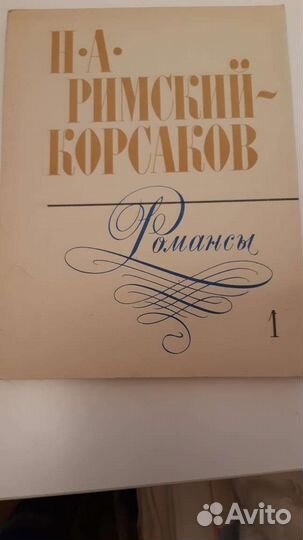 Н·А·
РИМСКИЙ-
КОРСАКОВ
Романсы
1
Avito